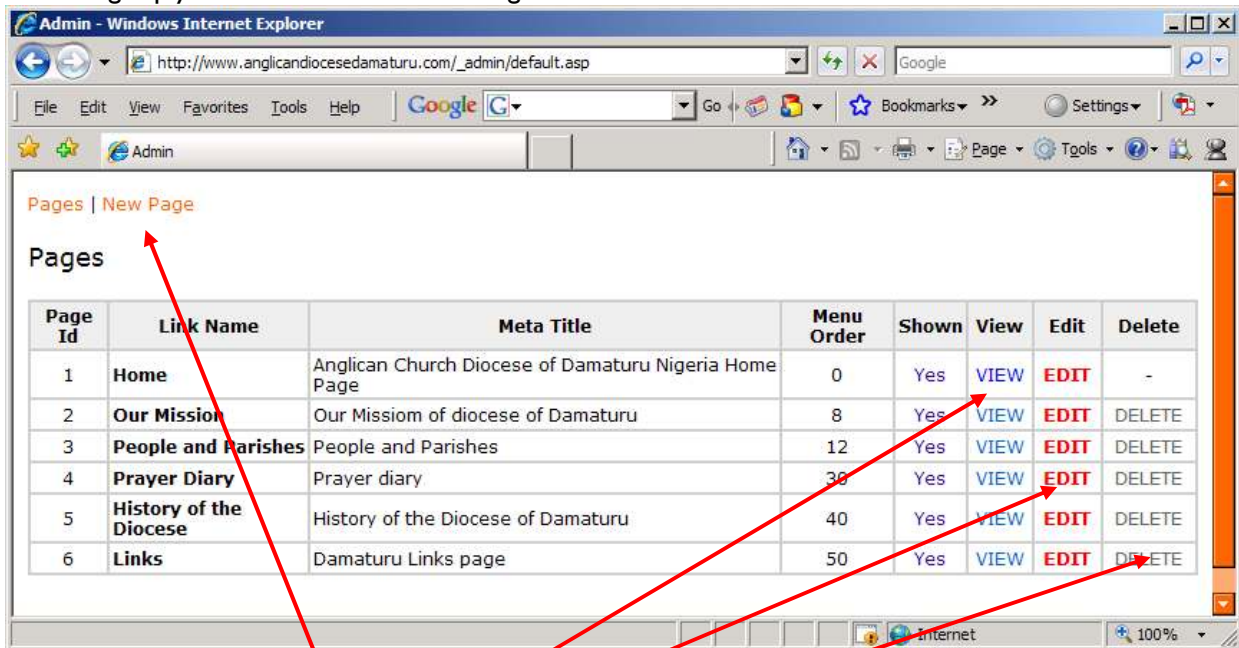 Admin - Windows Internet Explorer
http://www.anglicandiocesedamaturu.com/_admin/default.asp
Google
File Edit View Favorites Tools Help Google G Go Bookmarks >> Settings
Admin Page Tools
Pages | New Page
Pages
Page Id Link Name Meta Title Menu Order Shown View Edit Delete
1 Home Anglican Church Diocese of Damaturu Nigeria Home Page 0 Yes VIEW EDIT -
2 Our Mission Our Missiom of diocese of Damaturu 8 Yes VIEW EDIT DELETE
3 People and Parishes People and Parishes 12 Yes VIEW EDIT DELETE
4 Prayer Diary Prayer diary 30 Yes VIEW EDIT DELETE
5 History of the Diocese History of the Diocese of Damaturu 40 Yes VIEW EDIT DELETE
6 Links Damaturu Links page 50 Yes VIEW EDIT DELETE
Internet 100%